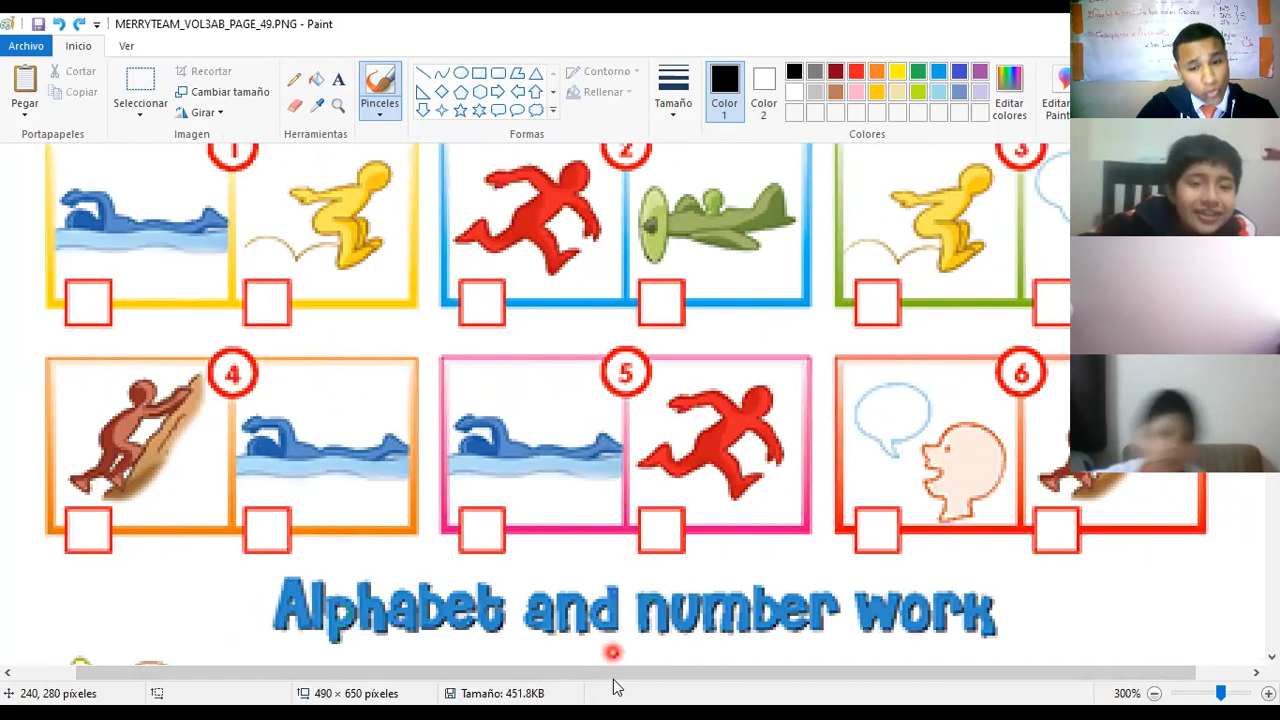 MERRYTEAM_VOL3AB_PAGE_49.PNG - Paint
Archivo Inicio Ver
Pegar
Cortar
Copiar
Portapapeles
Seleccionar
Recortar
Cambiar tamaño
Girar
Imagen
A
Herramientas
Pinceles
Contorno
Rellenar
Formas
Tamaño
Color 1
Color 2
Editar colores
Editar
Colores
1 2 3
4 5 6
Alphabet and number work
240, 280 píxeles
490 × 650 píxeles
Tamaño: 451.8KB
300%